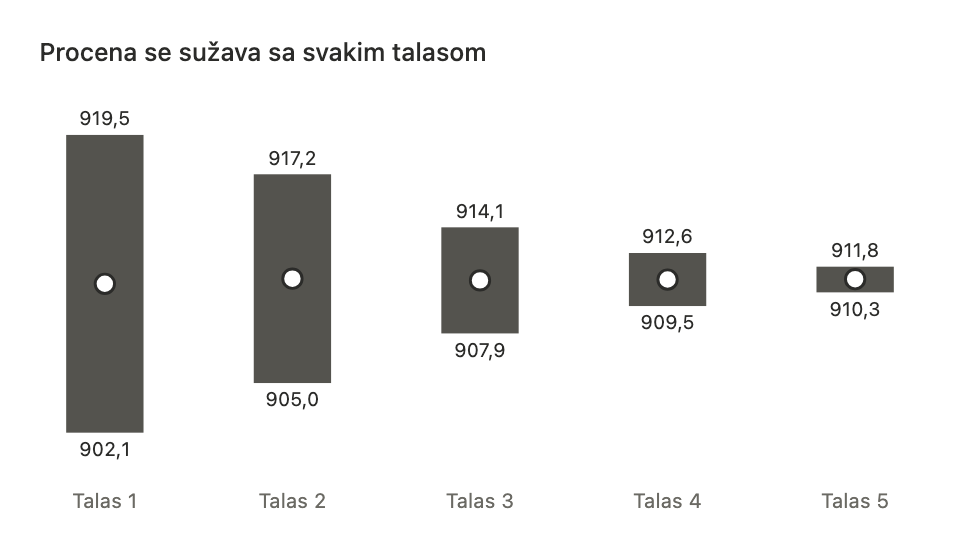 Procena se sužava sa svakim talasom
919,5
917,2
914,1
912,6
911,8
910,3
909,5
907,9
905,0
902,1
Talas 1
Talas 2
Talas 3
Talas 4
Talas 5